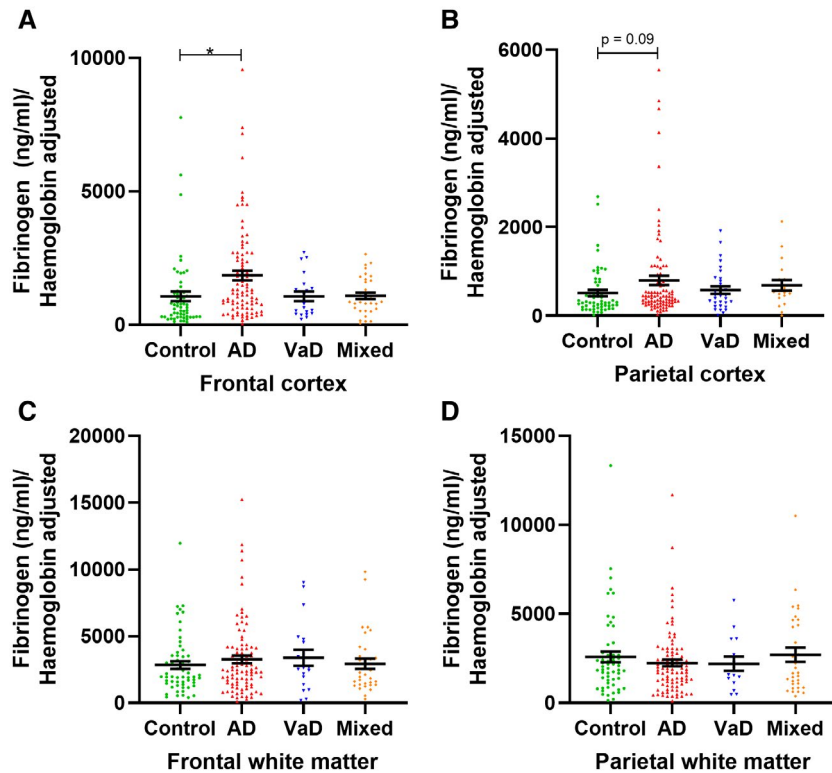 A
Fibrinogen (ng/ml)/
Haemoglobin adjusted
10000
5000
0
*
Control AD VaD Mixed
Frontal cortex
B
Fibrinogen (ng/ml)/
Haemoglobin adjusted
6000
4000
2000
0
p = 0.09
Control AD VaD Mixed
Parietal cortex
C
Fibrinogen (ng/ml)/
Haemoglobin adjusted
20000
15000
10000
5000
0
Control AD VaD Mixed
Frontal white matter
D
Fibrinogen (ng/ml)/
Haemoglobin adjusted
15000
10000
5000
0
Control AD VaD Mixed
Parietal white matter